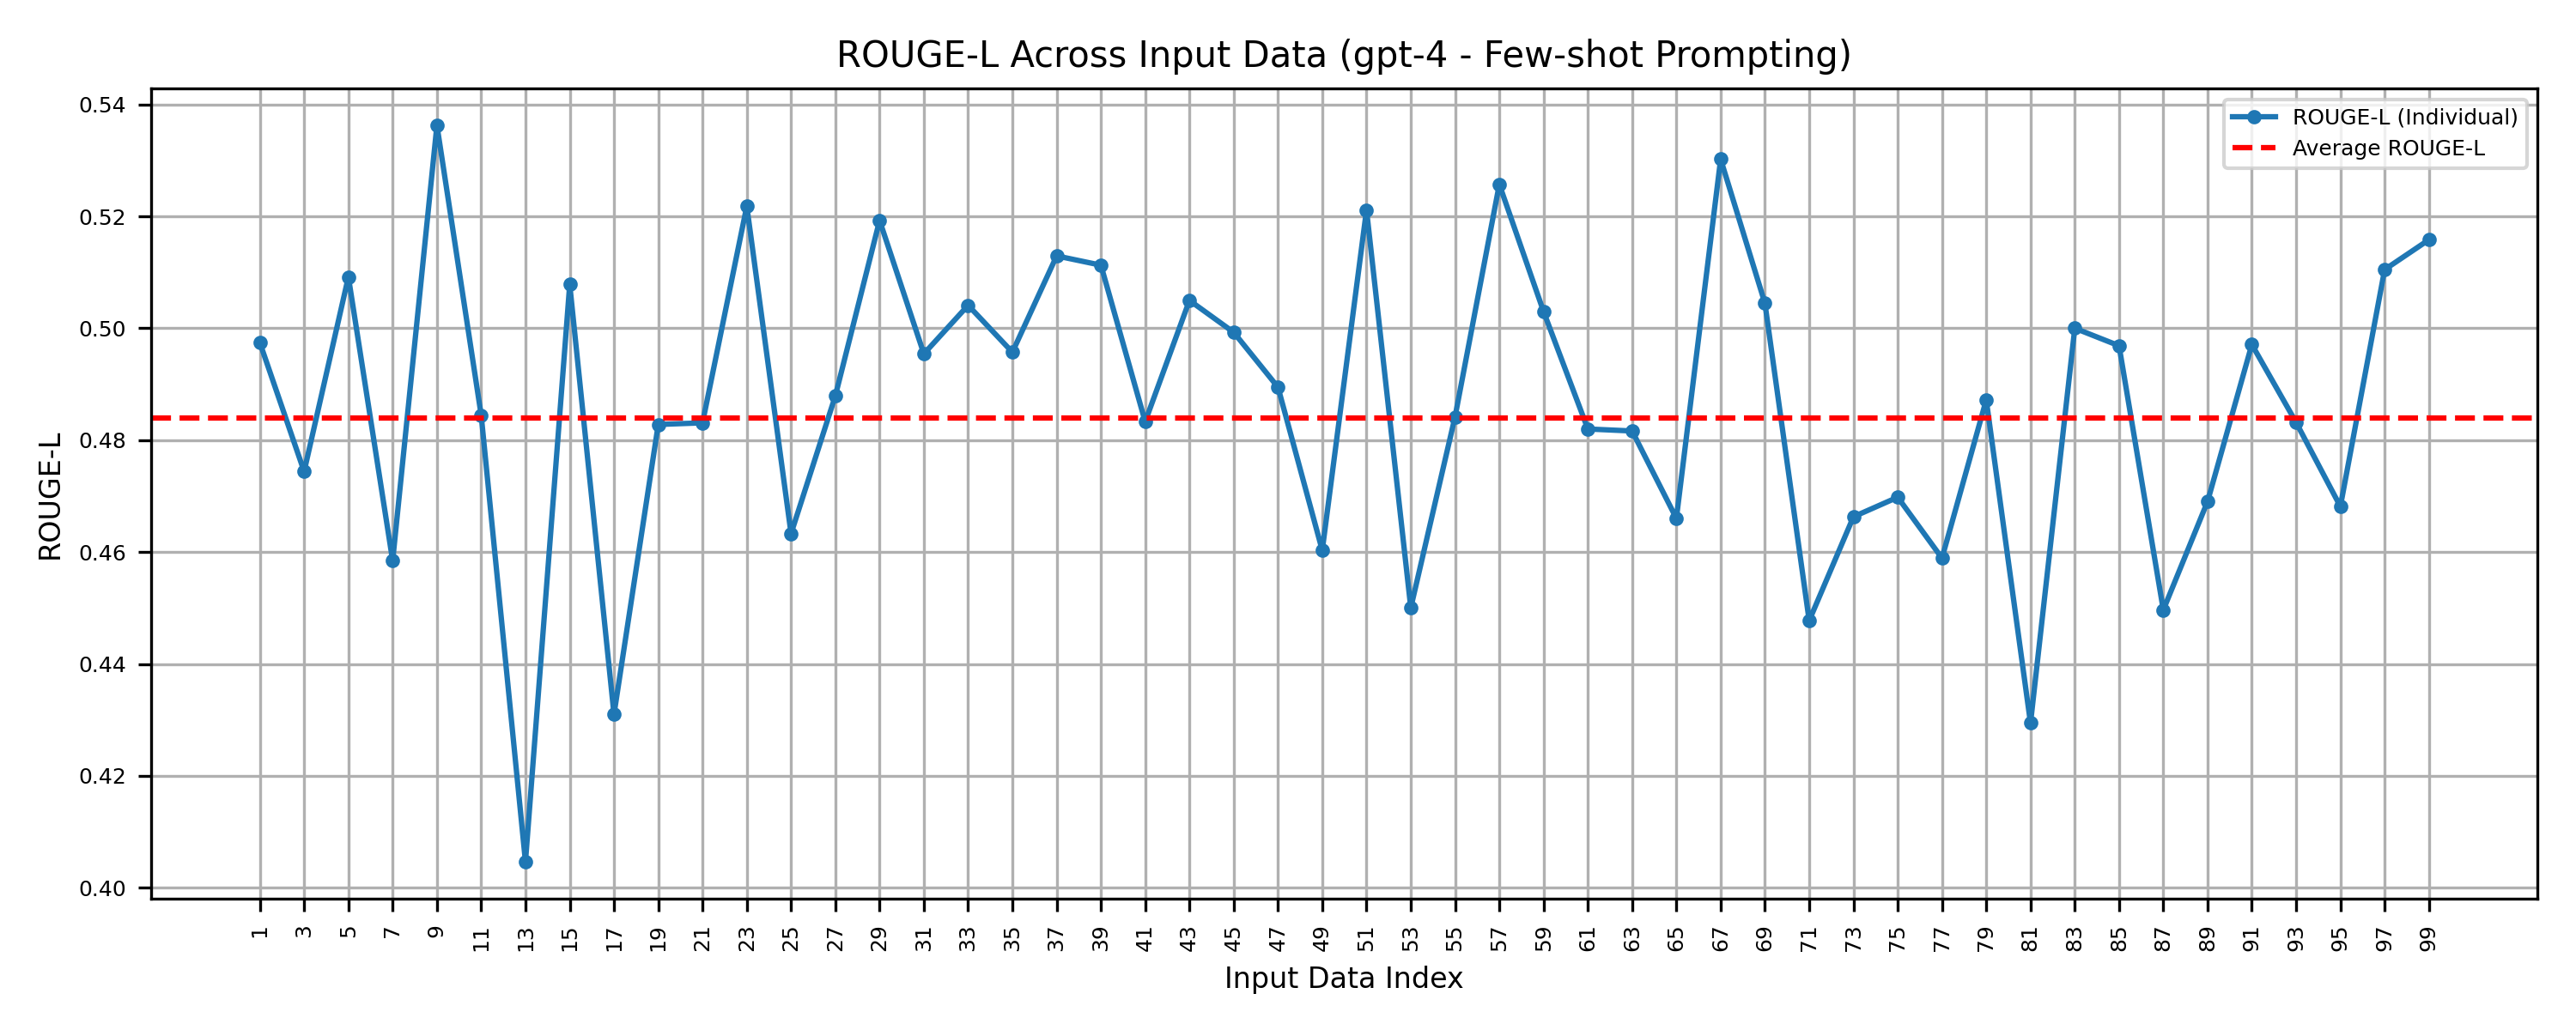 ROUGE-L Across Input Data (gpt-4 - Few-shot Prompting)
ROUGE-L (Individual)
Average ROUGE-L
0.54
0.52
0.50
0.48
0.46
0.44
0.42
0.40
ROUGE-L
1 3 5 7 9 11 13 15 17 19 21 23 25 27 29 31 33 35 37 39 41 43 45 47 49 51 53 55 57 59 61 63 65 67 69 71 73 75 77 79 81 83 85 87 89 91 93 95 97 99
Input Data Index